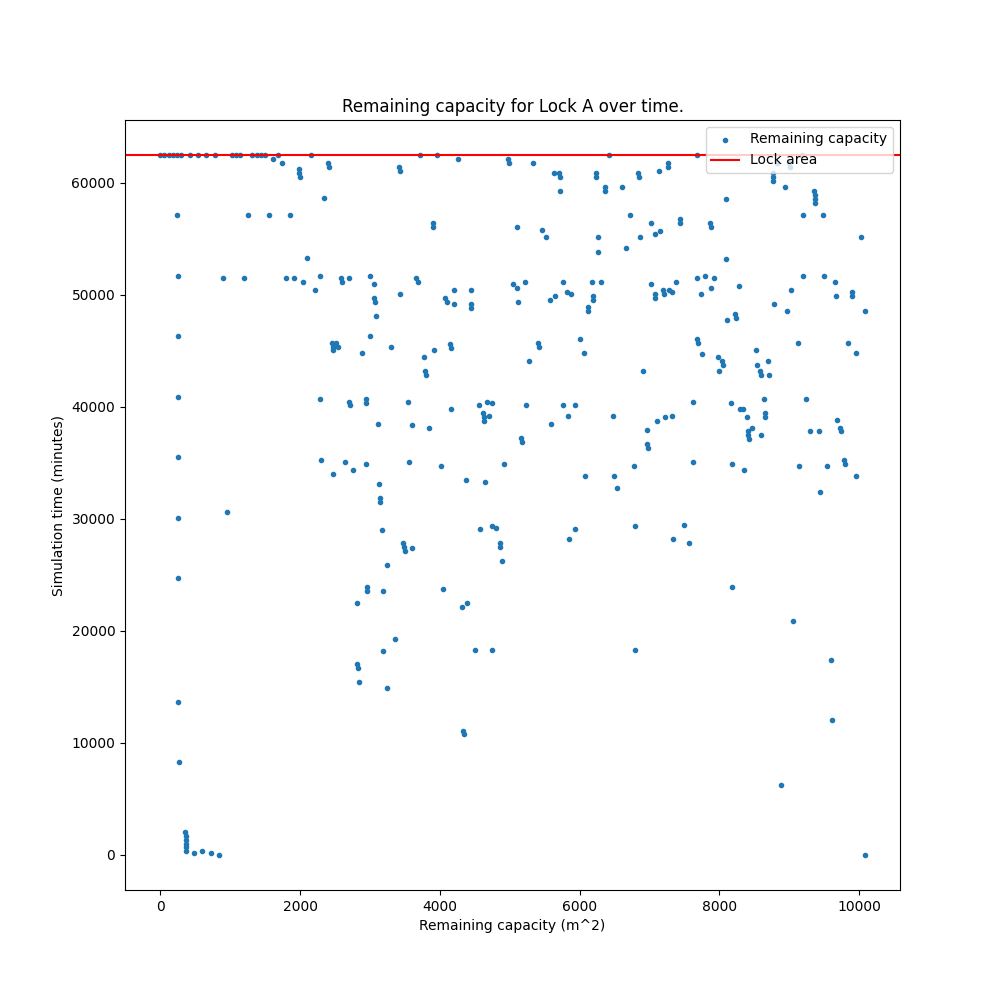 Remaining capacity for Lock A over time.
Remaining capacity
Lock area
60000
50000
40000
30000
20000
10000
0
Simulation time (minutes)
0 2000 4000 6000 8000 10000
Remaining capacity (m^2)